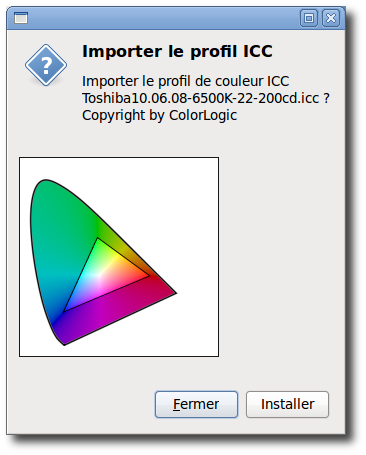 Importer le profil ICC
Importer le profil de couleur ICC
Toshiba10.06.08-6500K-22-200cd.icc ?
Copyright by ColorLogic
Fermer
Installer